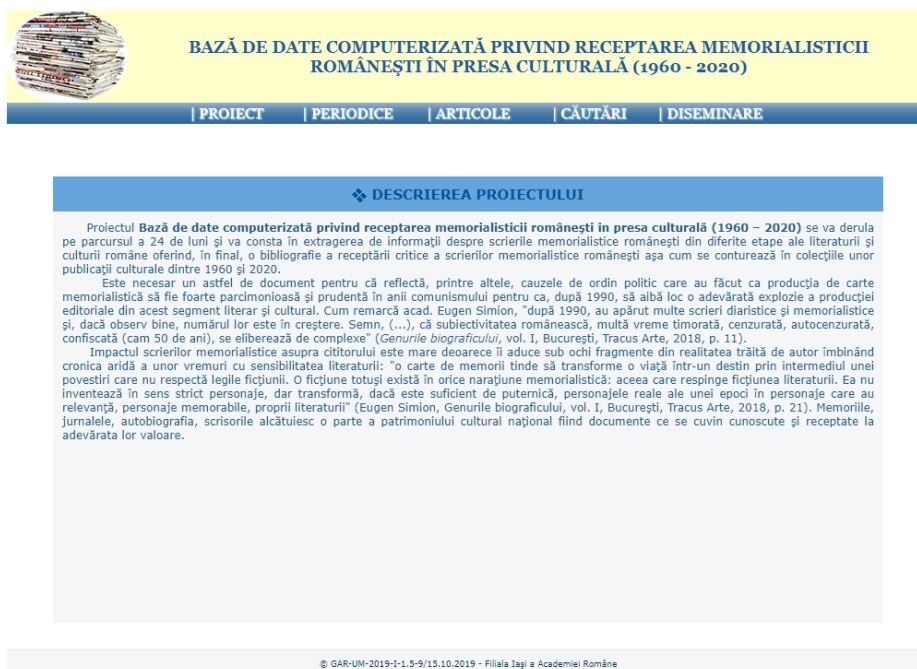 BAZĂ DE DATE COMPUTERIZATĂ PRIVIND RECEPTAREA MEMORIALISTICII
ROMÂNEŞTI ÎN PRESA CULTURALĂ (1960 - 2020)
| PROIECT | PERIODICE | ARTICOLE | CĂUTĂRI | DISEMINARE
❖ DESCRIEREA PROIECTULUI
Proiectul Bază de date computerizată privind receptarea memorialisticii româneşti în presa culturală (1960 – 2020) se va derula
pe parcursul a 24 de luni şi va consta în extragerea de informaţii despre scrierile memorialistice româneşti din diferite etape ale literaturii şi
culturii române oferind, în final, o bibliografie a receptării critice a scrierilor memorialistice româneşti aşa cum se conturează în colecţiile unor
publicaţii culturale dintre 1960 şi 2020.
Este necesar un astfel de document pentru că reflectă, printre altele, cauzele de ordin politic care au făcut ca producţia de carte
memorialistică să fie foarte parcimonioasă şi prudentă în anii comunismului pentru ca, după 1990, să aibă loc o adevărată explozie a producţiei
editoriale din acest segment literar şi cultural. Cum remarcă acad. Eugen Simion, "după 1990, au apărut multe scrieri diaristice şi memorialistice
şi, dacă observ bine, numărul lor este în creştere. Semn, (...), că subiectivitatea românească, multă vreme timorată, cenzurată, autocenzurată,
confiscată (cam 50 de ani), se eliberează de complexe" (Genurile biograficului, vol. I, Bucureşti, Tracus Arte, 2018, p. 11).
Impactul scrierilor memorialistice asupra cititorului este mare deoarece îi aduce sub ochi fragmente din realitatea trăită de autor îmbinând
cronica aridă a unor vremuri cu sensibilitatea literaturii: "o carte de memorii tinde să transforme o viaţă într-un destin prin intermediul unei
povestiri care nu respectă legile ficţiunii. O ficţiune totuşi există în orice naraţiune memorialistică: aceea care respinge ficţiunea literaturii. Ea nu
inventează în sens strict personaje, dar transformă, dacă este suficient de puternică, personajele reale ale unei epoci în personaje care au
relevanţă, personaje memorabile, proprii literaturii" (Eugen Simion, Genurile biograficului, vol. I, Bucureşti, Tracus Arte, 2018, p. 21). Memoriile,
jurnalele, autobiografia, scrisorile alcătuiesc o parte a patrimoniului cultural naţional fiind documente ce se cuvin cunoscute şi receptate la
adevărata lor valoare.
© GAR-UM-2019-I-1.5-9/15.10.2019 - Filiala Iaşi a Academiei Române